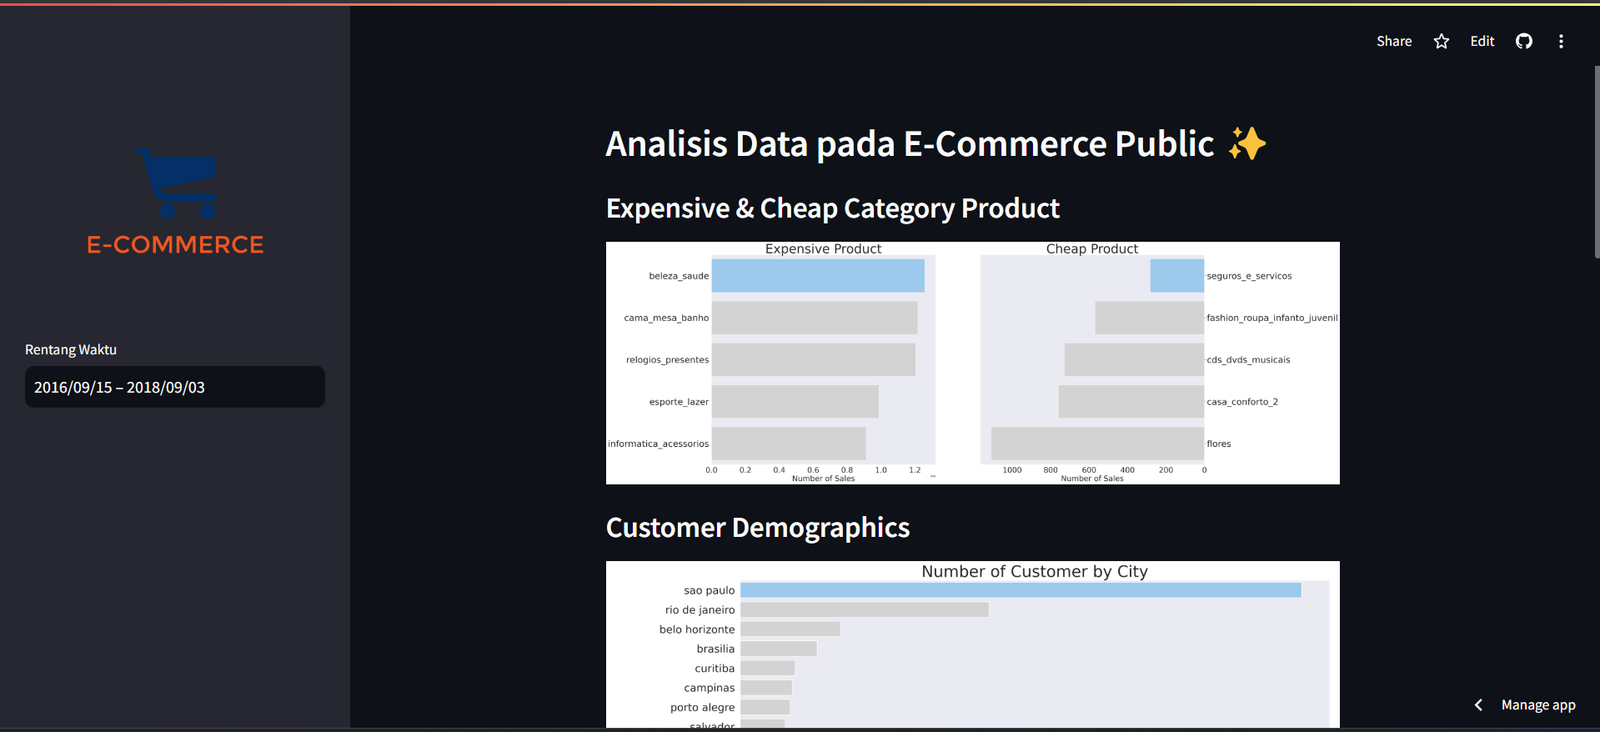 Share
Edit
E-COMMERCE
Rentang Waktu
2016/09/15 – 2018/09/03
Analisis Data pada E-Commerce Public ✨
Expensive & Cheap Category Product
Expensive Product
beleza_saude
cama_mesa_banho
relogios_presentes
esporte_lazer
informatica_acessorios
0.0 0.2 0.4 0.6 0.8 1.0 1.2
Number of Sales
Cheap Product
seguros_e_servicos
fashion_roupa_infanto_juvenil
cds_dvds_musicais
casa_conforto_2
flores
1000 800 600 400 200 0
Number of Sales
Customer Demographics
Number of Customer by City
sao paulo
rio de janeiro
belo horizonte
brasilia
curitiba
campinas
porto alegre
salvador
Manage app